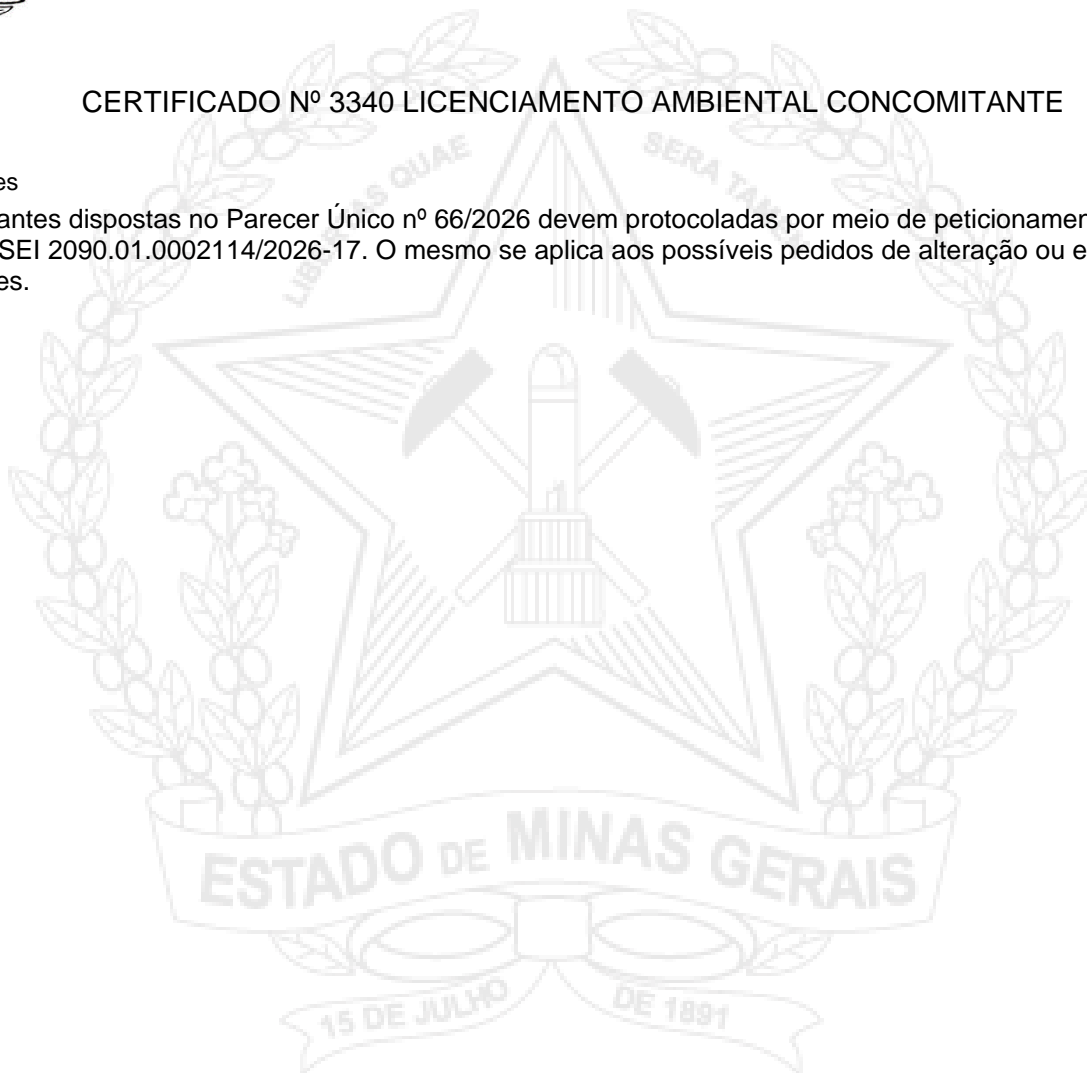 CERTIFICADO Nº 3340 LICENCIAMENTO AMBIENTAL CONCOMITANTE
es
antes dispostas no Parecer Único nº 66/2026 devem protocoladas por meio de peticionamen
SEI 2090.01.0002114/2026-17. O mesmo se aplica aos possíveis pedidos de alteração ou e
es.
LIBERTAS QUAE SERA TAMEN
ESTADO DE MINAS GERAIS
15 DE JULHO DE 1891